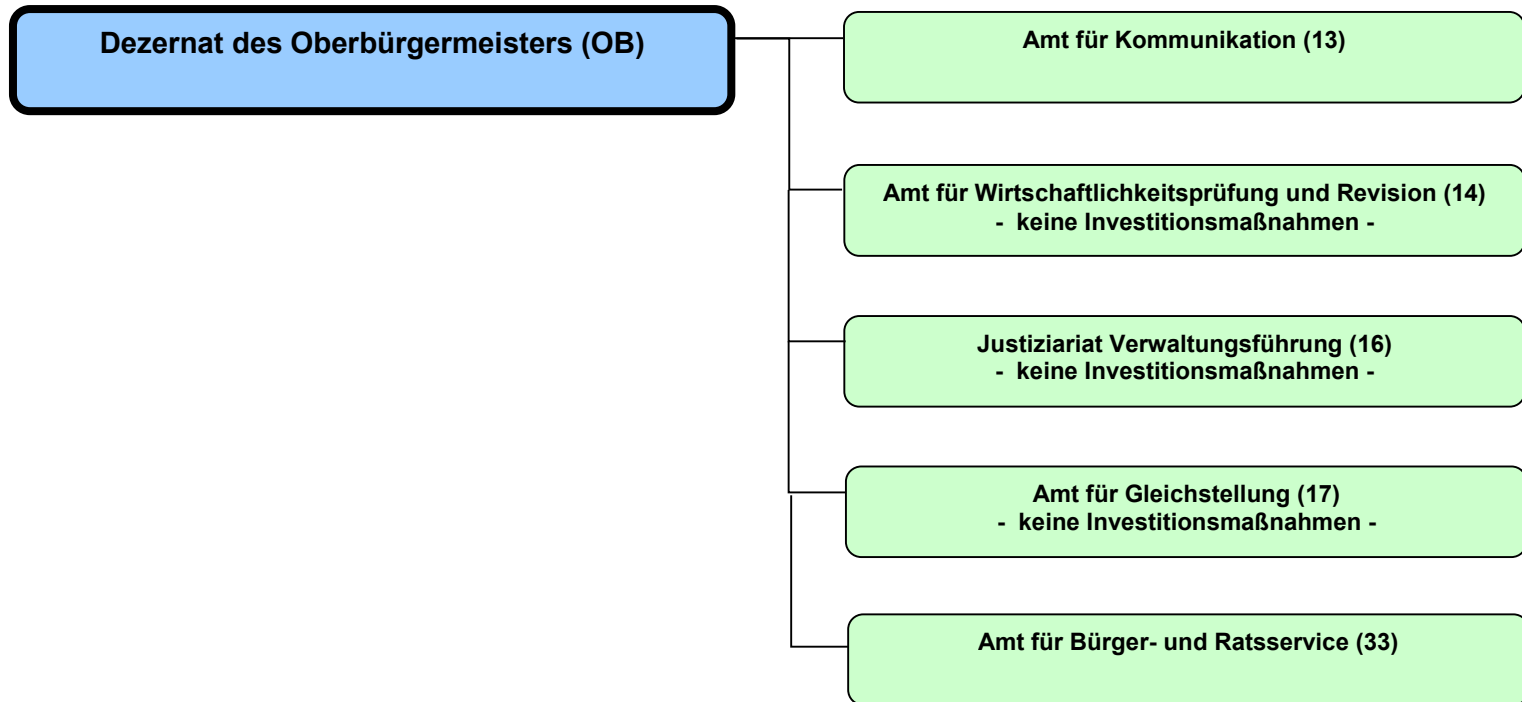 Dezernat des Oberbürgermeisters (OB)
Amt für Kommunikation (13)
Amt für Wirtschaftlichkeitsprüfung und Revision (14)
- keine Investitionsmaßnahmen -
Justiziariat Verwaltungsführung (16)
- keine Investitionsmaßnahmen -
Amt für Gleichstellung (17)
- keine Investitionsmaßnahmen -
Amt für Bürger- und Ratsservice (33)